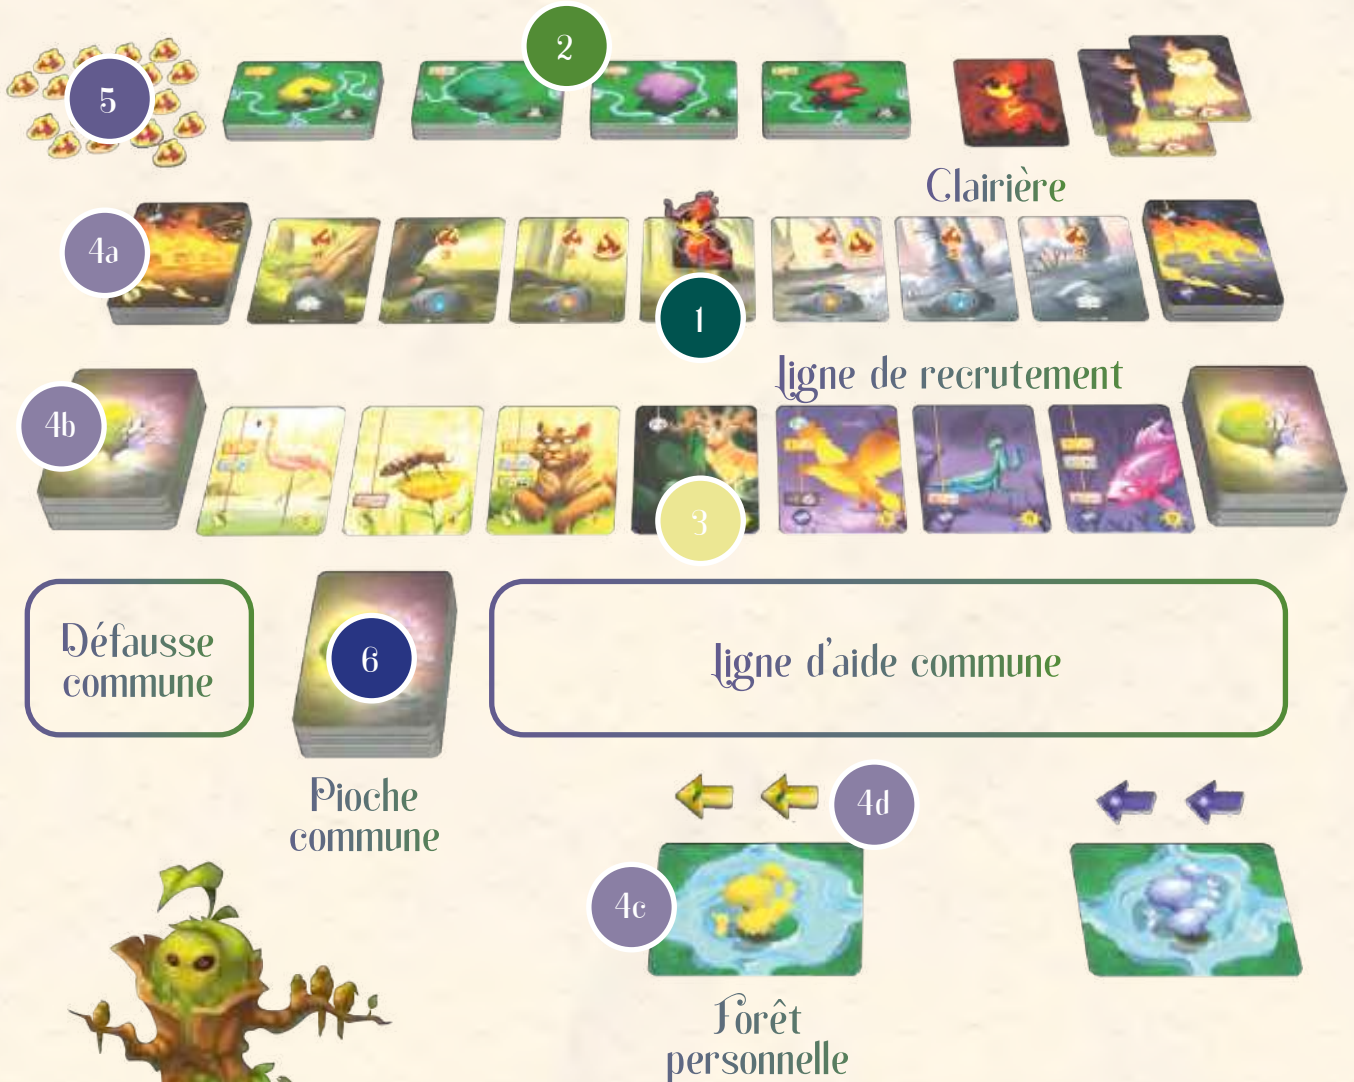 2
5
Clairière
4a
1
Ligne de recrutement
4b
3
Défausse
commune
6
Ligne d'aide commune
Pioche
commune
4d
4c
Forêt
personnelle